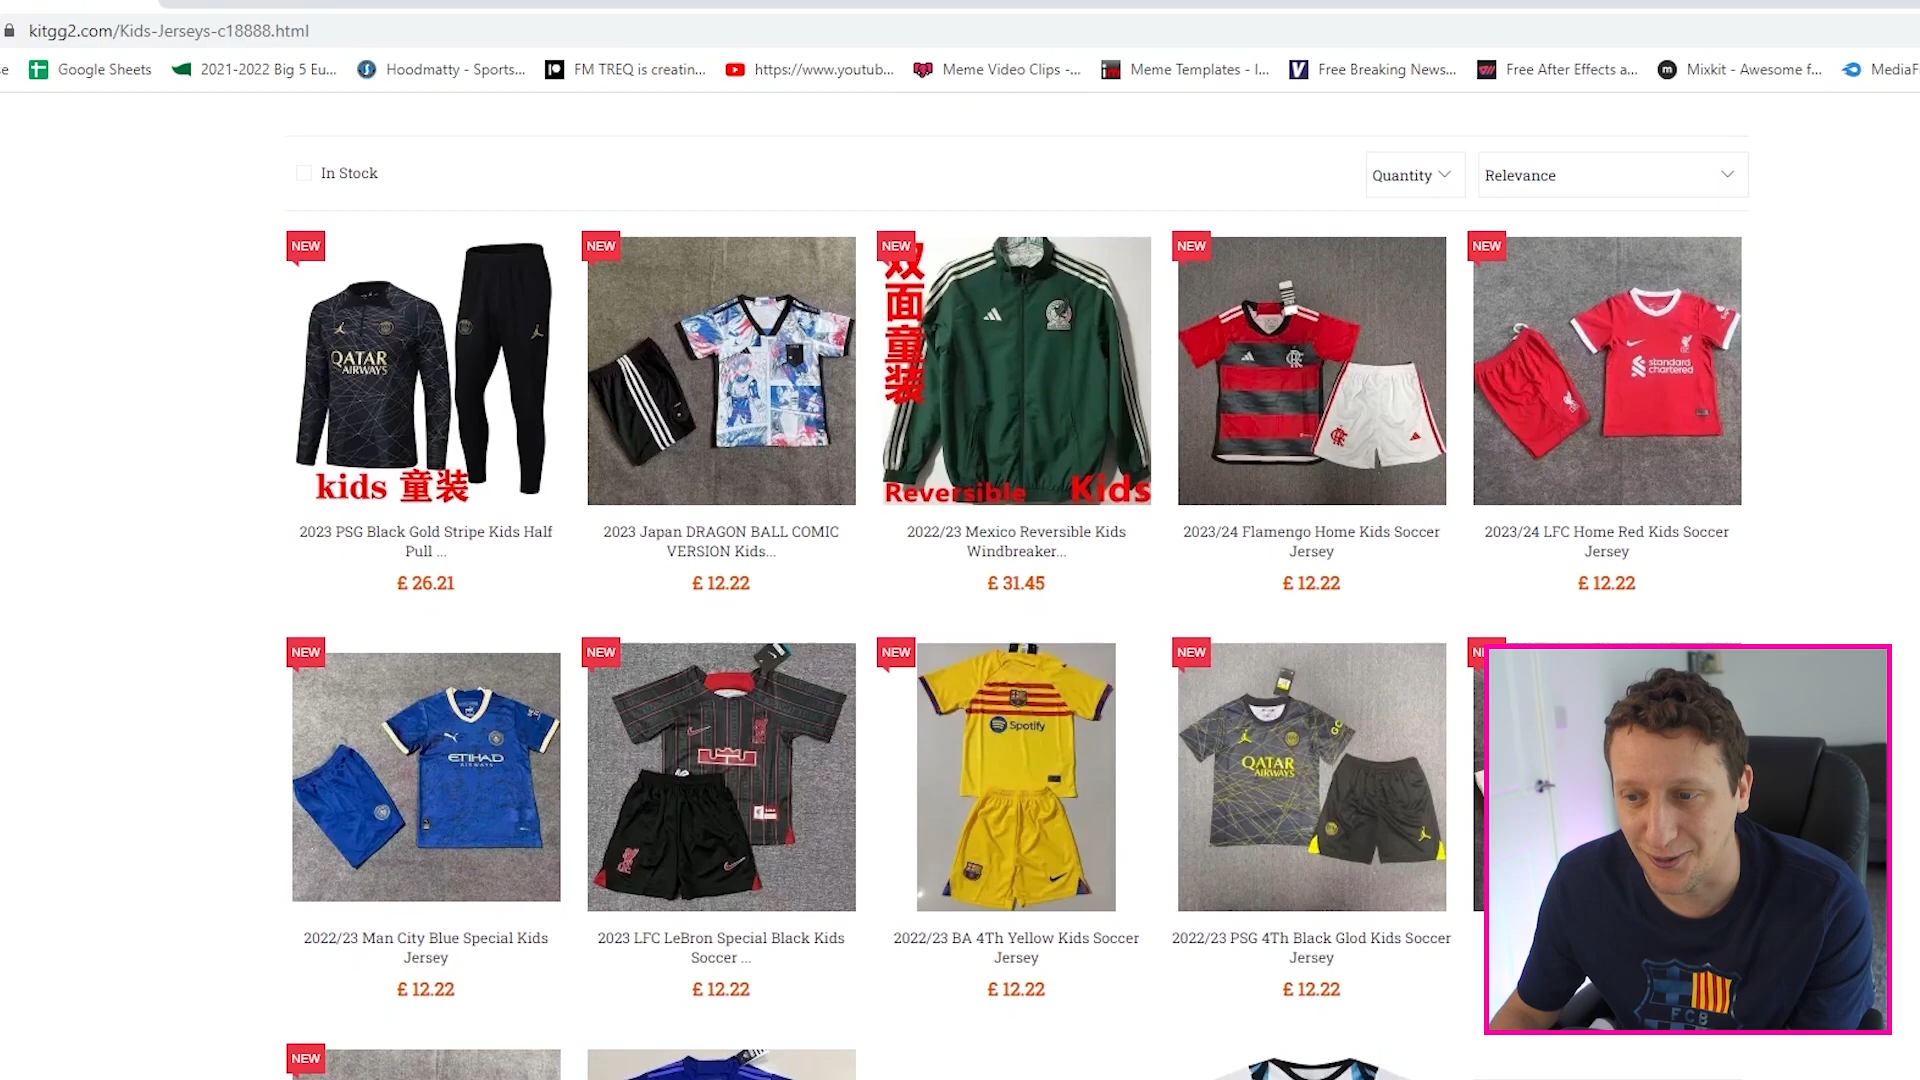 kitgg2.com/Kids-Jerseys-c18888.html
se
Google Sheets
2021-2022 Big 5 Eu...
Hoodmatty - Sports...
FM TREQ is creatin...
https://www.youtub...
Meme Video Clips -...
Meme Templates - I...
Free Breaking News...
Free After Effects a...
Mixkit - Awesome f...
MediaFi
In Stock
Quantity
Relevance
NEW
NEW
NEW
NEW
NEW
QATAR
AIRWAYS
kids 童装
双面童装
Reversible Kids
standard
chartered
2023 PSG Black Gold Stripe Kids Half
Pull ...
£ 26.21
2023 Japan DRAGON BALL COMIC
VERSION Kids...
£ 12.22
2022/23 Mexico Reversible Kids
Windbreaker...
£ 31.45
2023/24 Flamengo Home Kids Soccer
Jersey
£ 12.22
2023/24 LFC Home Red Kids Soccer
Jersey
£ 12.22
NEW
NEW
NEW
NEW
ETIHAD
AIRWAYS
Spotify
QATAR
AIRWAYS
GO
2022/23 Man City Blue Special Kids
Jersey
£ 12.22
2023 LFC LeBron Special Black Kids
Soccer ...
£ 12.22
2022/23 BA 4Th Yellow Kids Soccer
Jersey
£ 12.22
2022/23 PSG 4Th Black Glod Kids Soccer
Jersey
£ 12.22
FCB
NEW